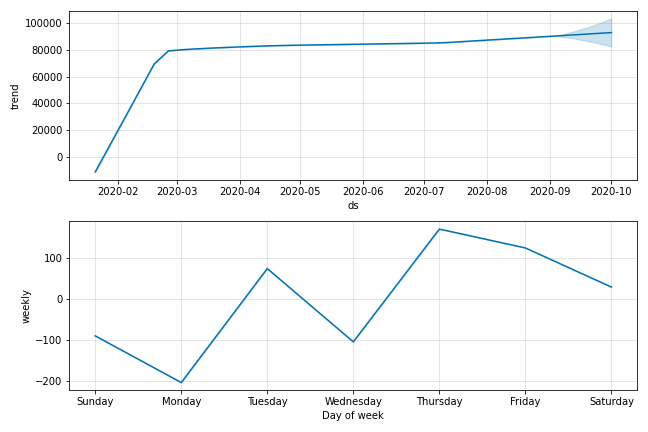 100000
80000
60000
40000
20000
0
trend
2020-02 2020-03 2020-04 2020-05 2020-06 2020-07 2020-08 2020-09 2020-10
ds
100
0
−100
−200
weekly
Sunday Monday Tuesday Wednesday Thursday Friday Saturday
Day of week